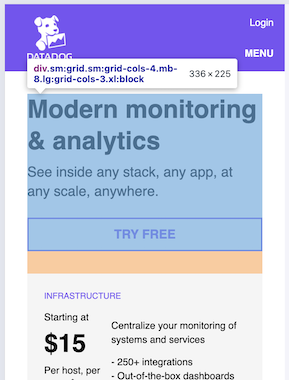 Login
DATADOG
MENU
div.sm:grid.sm:grid-cols-4.mb-
8.lg:grid-cols-3.xl:block
336 × 225
Modern monitoring
& analytics
See inside any stack, any app, at
any scale, anywhere.
TRY FREE
INFRASTRUCTURE
Starting at
$15
Per host, per
Centralize your monitoring of
systems and services
- 250+ integrations
- Out-of-the-box dashboards